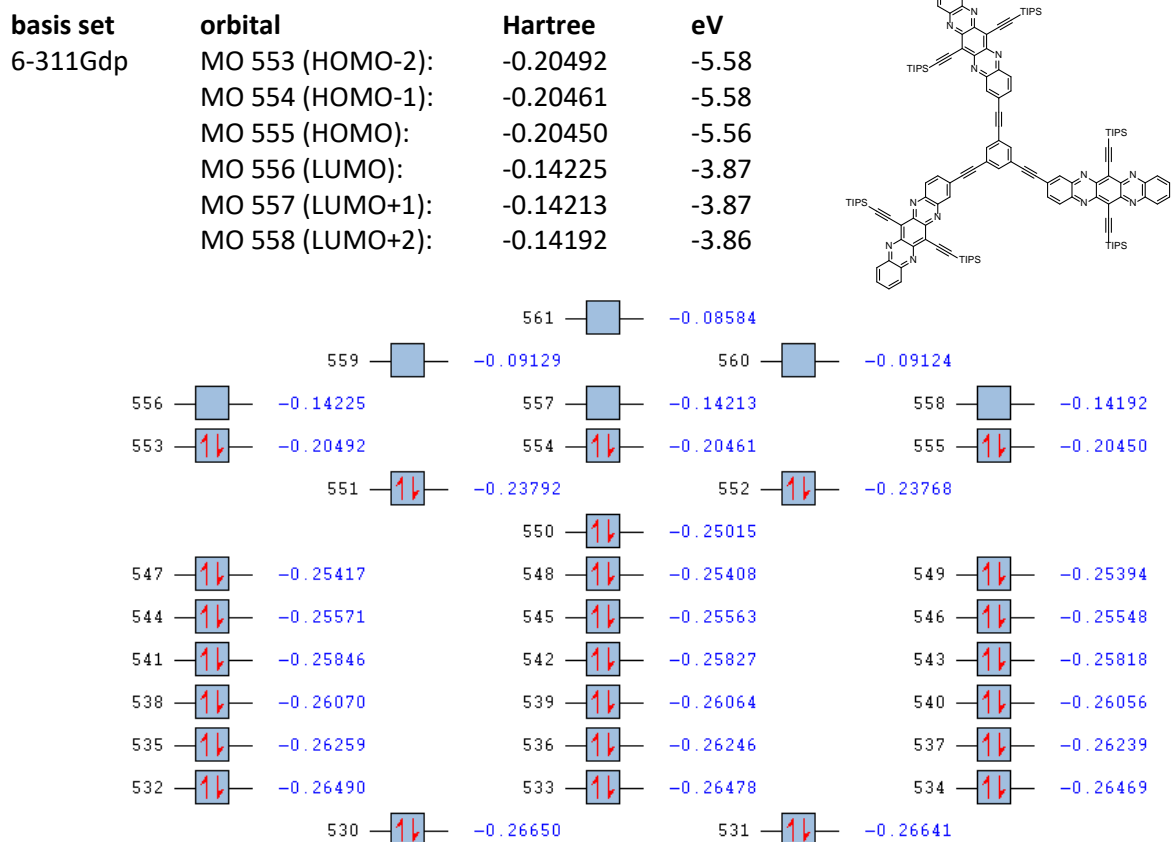 basis set orbital Hartree eV
6-311Gdp MO 553 (HOMO-2): -0.20492 -5.58
MO 554 (HOMO-1): -0.20461 -5.58
MO 555 (HOMO): -0.20450 -5.56
MO 556 (LUMO): -0.14225 -3.87
MO 557 (LUMO+1): -0.14213 -3.87
MO 558 (LUMO+2): -0.14192 -3.86
N N TIPS
N N
TIPS
N N
N N
TIPS
TIPS
N N
N N
TIPS
TIPS
N N
N N
TIPS
561 -0.08584
559 -0.09129 560 -0.09124
556 -0.14225 557 -0.14213 558 -0.14192
553 -0.20492 554 -0.20461 555 -0.20450
551 -0.23792 552 -0.23768
550 -0.25015
547 -0.25417 548 -0.25408 549 -0.25394
544 -0.25571 545 -0.25563 546 -0.25548
541 -0.25846 542 -0.25827 543 -0.25818
538 -0.26070 539 -0.26064 540 -0.26056
535 -0.26259 536 -0.26246 537 -0.26239
532 -0.26490 533 -0.26478 534 -0.26469
530 -0.26650 531 -0.26641